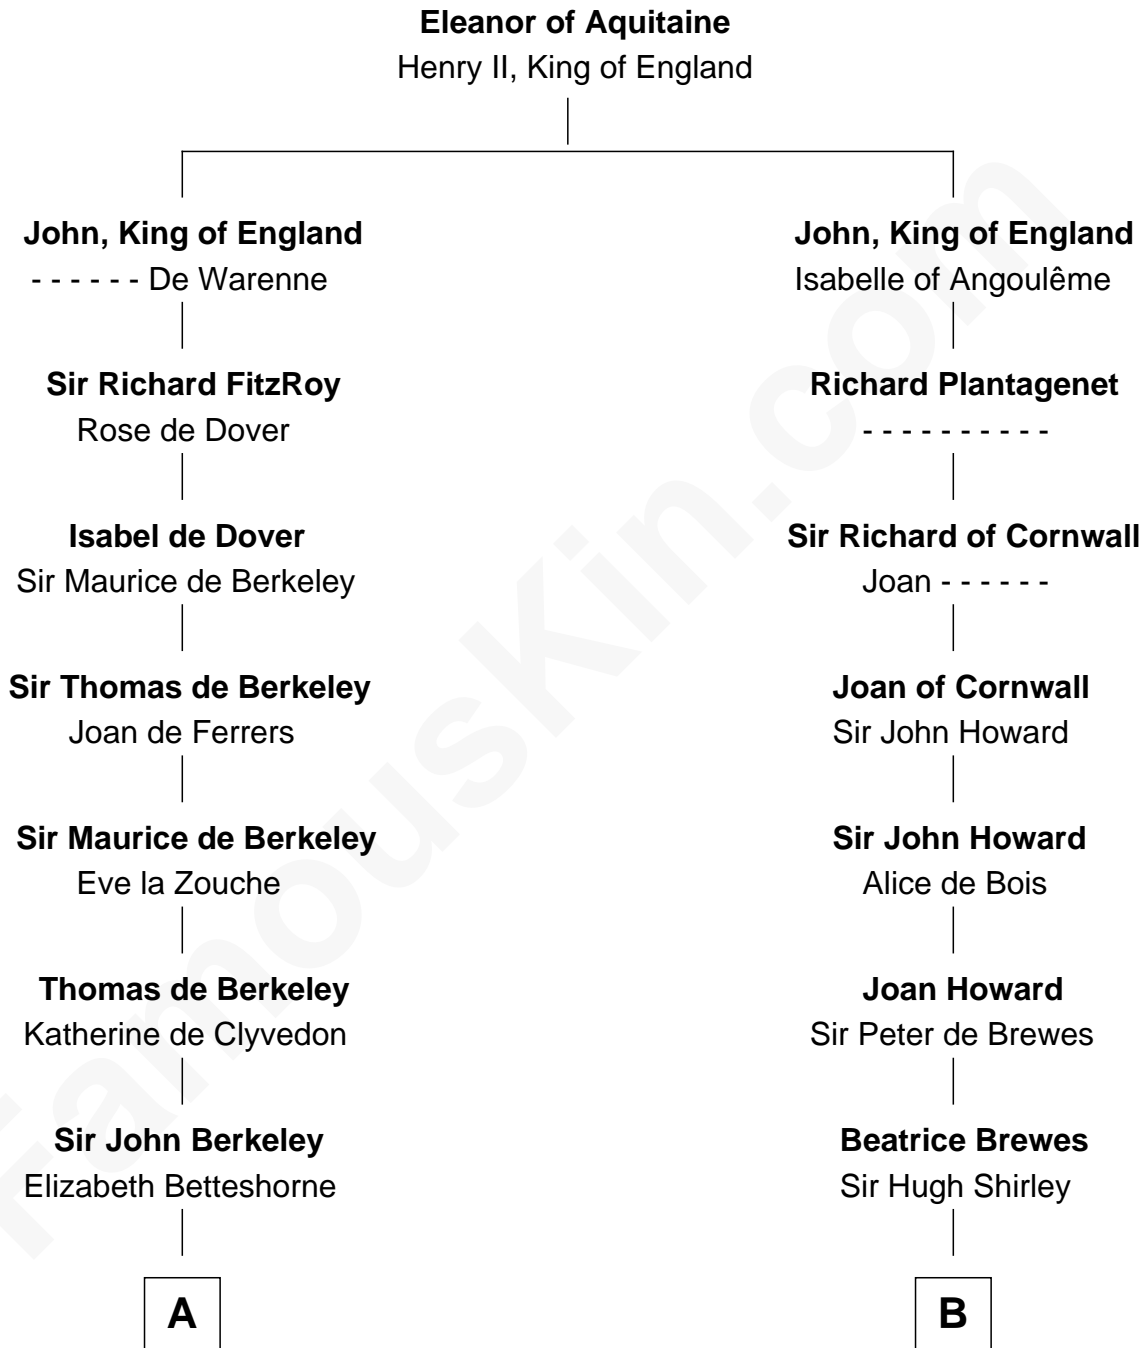 Eleanor of Aquitaine
Henry II, King of England
John, King of England
- - - - - - De Warenne
John, King of England
Isabelle of Angoulême
Sir Richard FitzRoy
Rose de Dover
Richard Plantagenet
- - - - - - - - - -
Isabel de Dover
Sir Maurice de Berkeley
Sir Richard of Cornwall
Joan - - - - - -
Sir Thomas de Berkeley
Joan de Ferrers
Joan of Cornwall
Sir John Howard
Sir Maurice de Berkeley
Eve la Zouche
Sir John Howard
Alice de Bois
Thomas de Berkeley
Katherine de Clyvedon
Joan Howard
Sir Peter de Brewes
Sir John Berkeley
Elizabeth Betteshorne
Beatrice Brewes
Sir Hugh Shirley
A
B
FamousKin.com